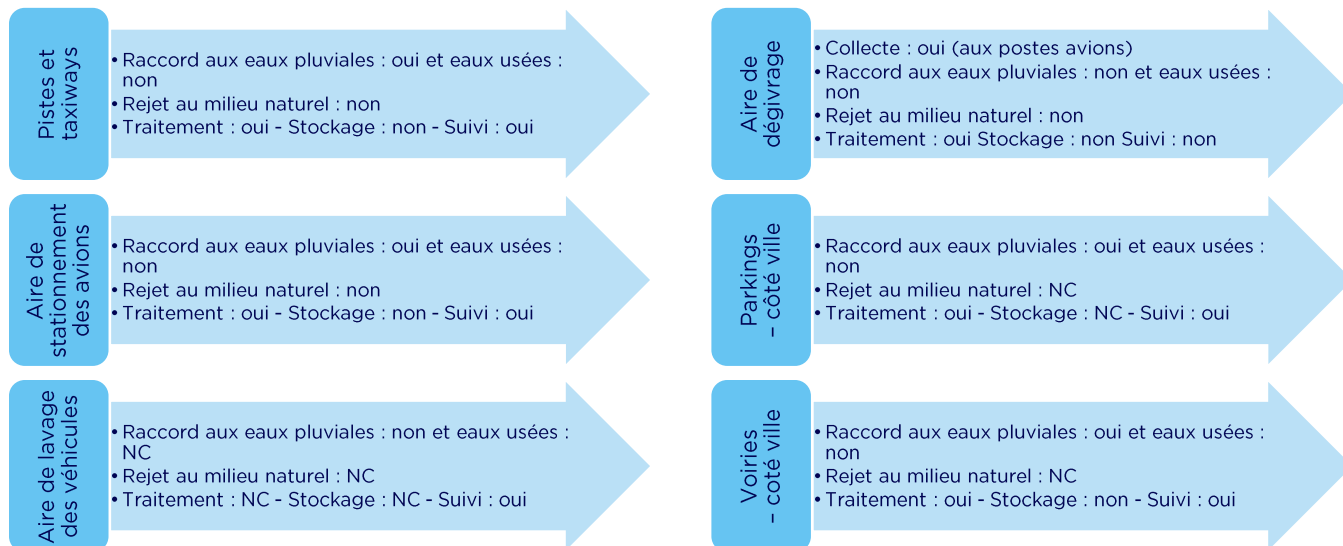 Pistes et
taxiways
• Raccord aux eaux pluviales : oui et eaux usées :
non
• Rejet au milieu naturel : non
• Traitement : oui - Stockage : non - Suivi : oui
Aire de
dégivrage
• Collecte : oui (aux postes avions)
• Raccord aux eaux pluviales : non et eaux usées :
non
• Rejet au milieu naturel : non
• Traitement : oui Stockage : non Suivi : non
Aire de
stationnement
des avions
• Raccord aux eaux pluviales : oui et eaux usées :
non
• Rejet au milieu naturel : non
• Traitement : oui - Stockage : non - Suivi : oui
Parkings
– côté ville
• Raccord aux eaux pluviales : oui et eaux usées :
non
• Rejet au milieu naturel : NC
• Traitement : oui - Stockage : NC - Suivi : oui
Aire de lavage
des véhicules
• Raccord aux eaux pluviales : non et eaux usées :
NC
• Rejet au milieu naturel : NC
• Traitement : NC - Stockage : NC - Suivi : oui
Voiries
– coté ville
• Raccord aux eaux pluviales : oui et eaux usées :
non
• Rejet au milieu naturel : NC
• Traitement : oui - Stockage : non - Suivi : oui